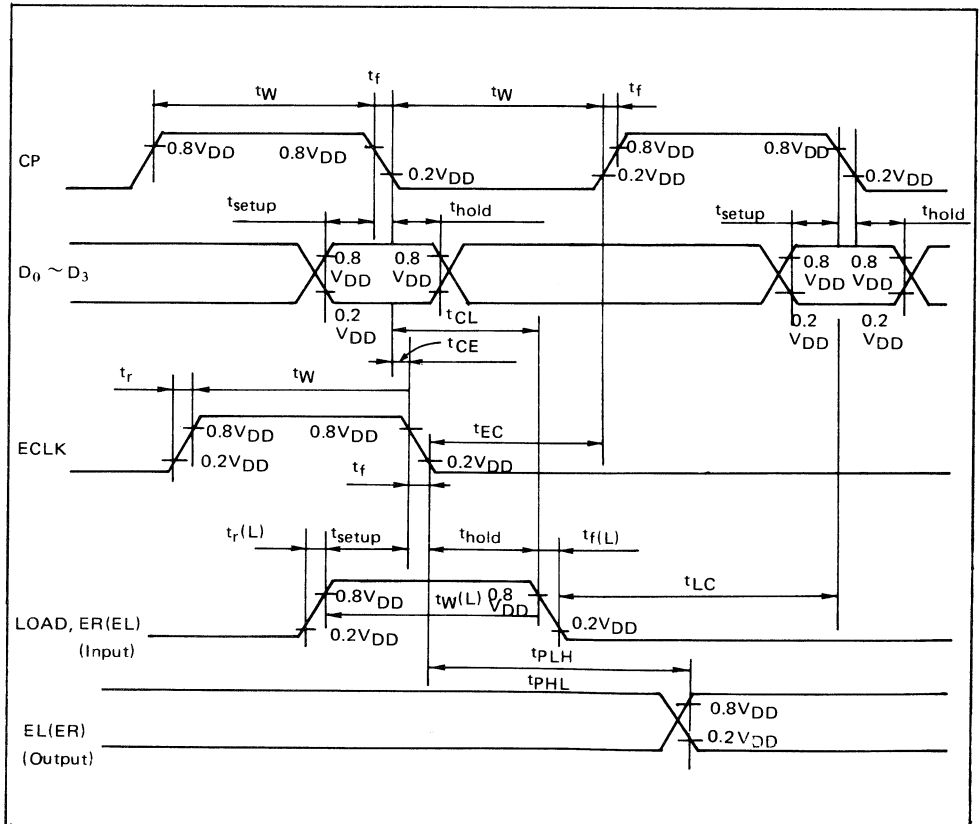 tf
tW tW tf
CP 0.8VDD 0.8VDD 0.8VDD 0.8VDD
0.2VDD 0.2VDD 0.2VDD
tsetup thold tsetup thold
D0 ~ D3 0.8 VDD 0.8 VDD 0.8 VDD 0.8 VDD
0.2 VDD 0.2 VDD 0.2 VDD
tCL
tCE
tr tW
ECLK 0.8VDD 0.8VDD tEC
0.2VDD 0.2VDD
tf
tr(L) tsetup thold tf(L)
tLC
LOAD, ER(EL) 0.8VDD tW(L) 0.8 VDD
(Input) 0.2VDD 0.2VDD
tPLH
tPHL
EL(ER) 0.8VDD
(Output) 0.2VDD